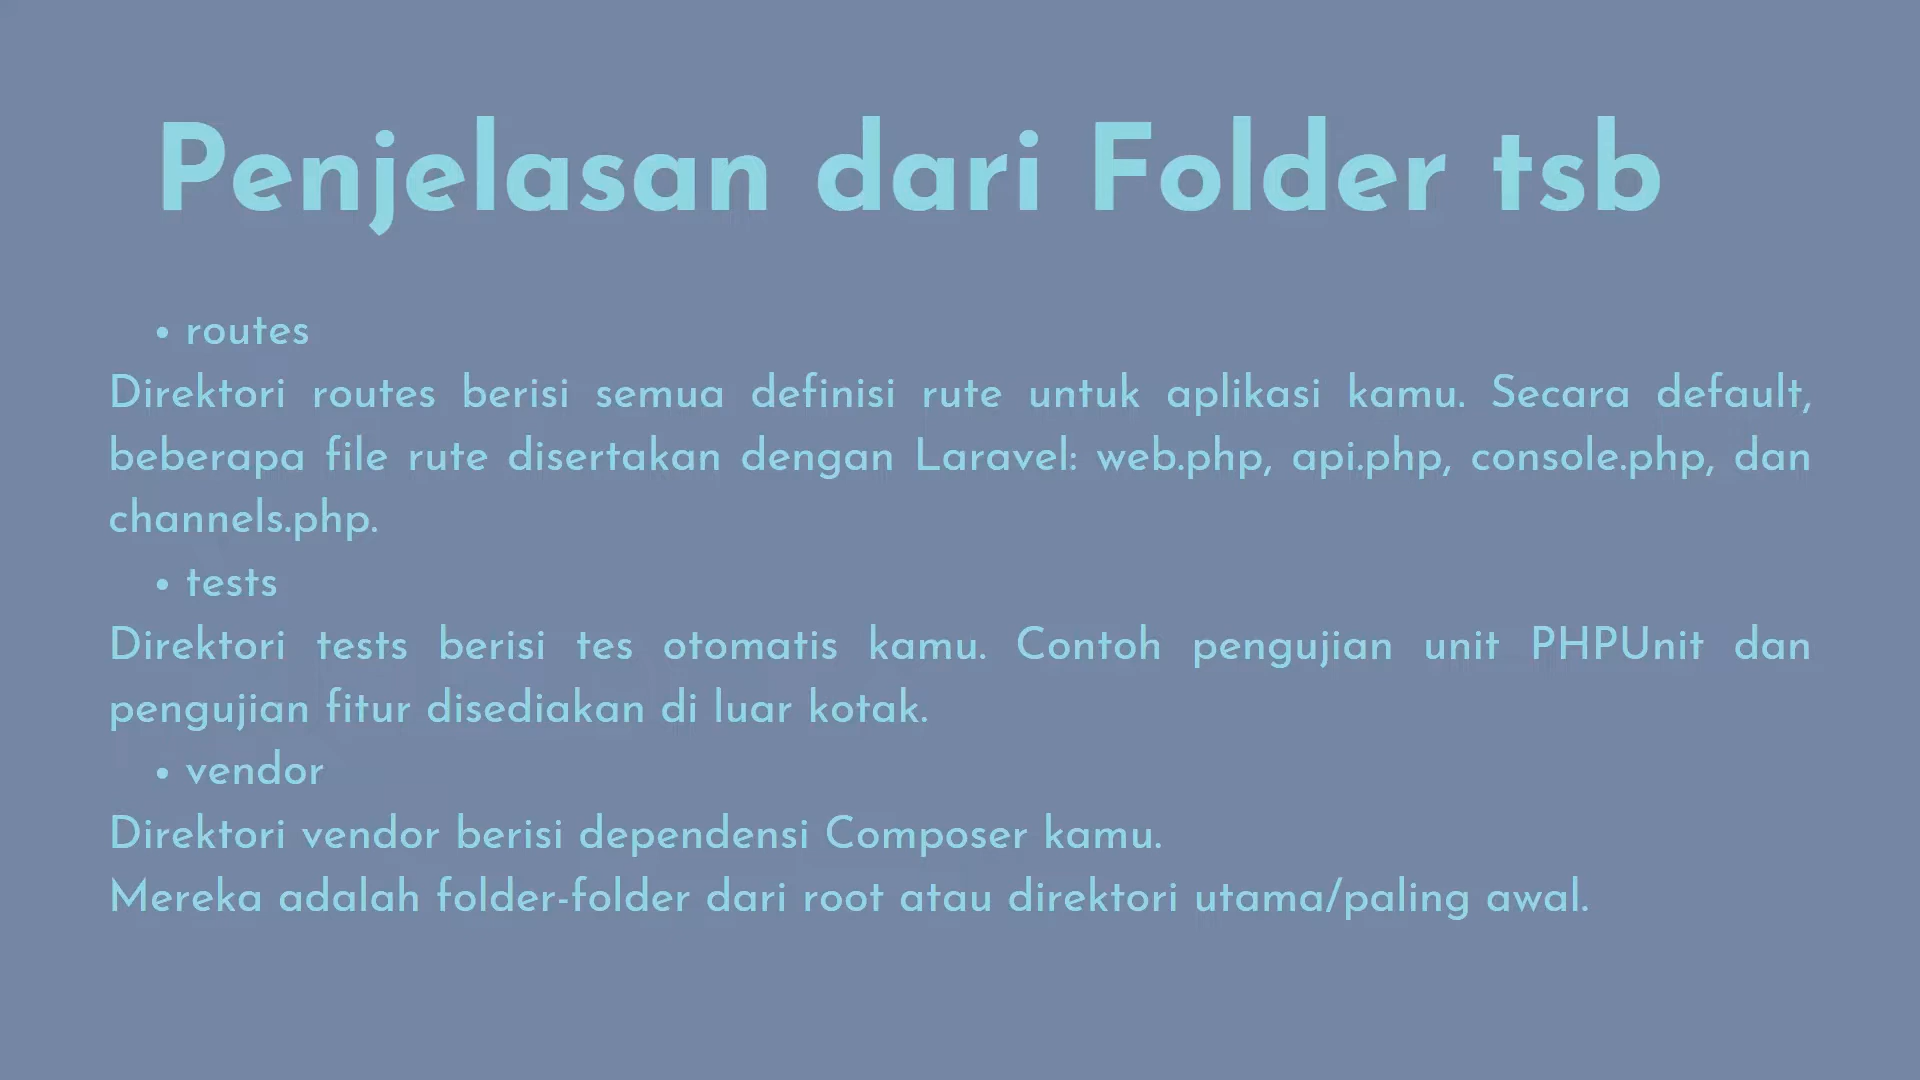 Penjelasan dari Folder tsb
• routes
Direktori routes berisi semua definisi rute untuk aplikasi kamu. Secara default,
beberapa file rute disertakan dengan Laravel: web.php, api.php, console.php, dan
channels.php.
• tests
Direktori tests berisi tes otomatis kamu. Contoh pengujian unit PHPUnit dan
pengujian fitur disediakan di luar kotak.
• vendor
Direktori vendor berisi dependensi Composer kamu.
Mereka adalah folder-folder dari root atau direktori utama/paling awal.